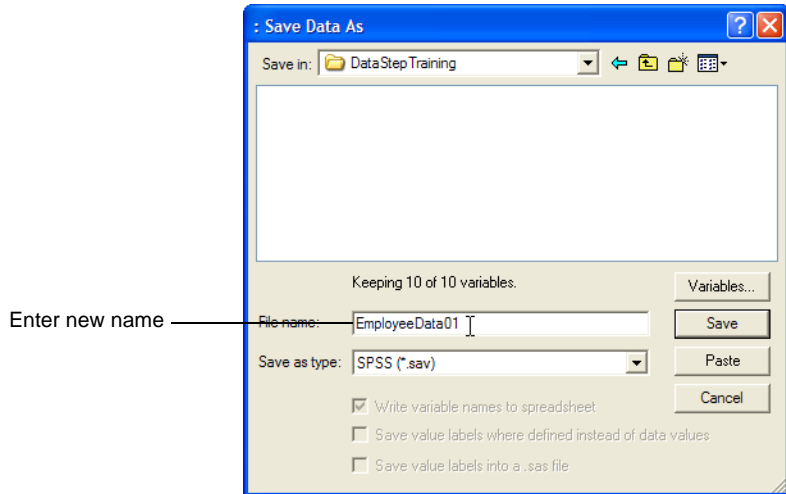 : Save Data As
Save in: DataStepTraining
Keeping 10 of 10 variables.
Variables...
Enter new name
File name: EmployeeData01
Save
Save as type: SPSS (*.sav)
Paste
Write variable names to spreadsheet
Cancel
Save value labels where defined instead of data values
Save value labels into a .sas file